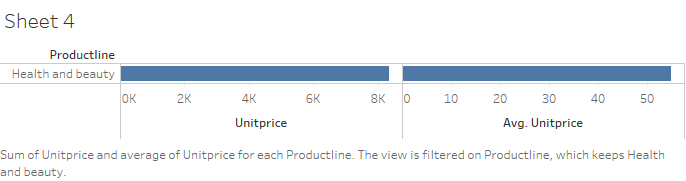 Sheet 4
Productline
Health and beauty
0K 2K 4K 6K 8K 0 10 20 30 40 50
Unitprice Avg. Unitprice
Sum of Unitprice and average of Unitprice for each Productline. The view is filtered on Productline, which keeps Health
and beauty.